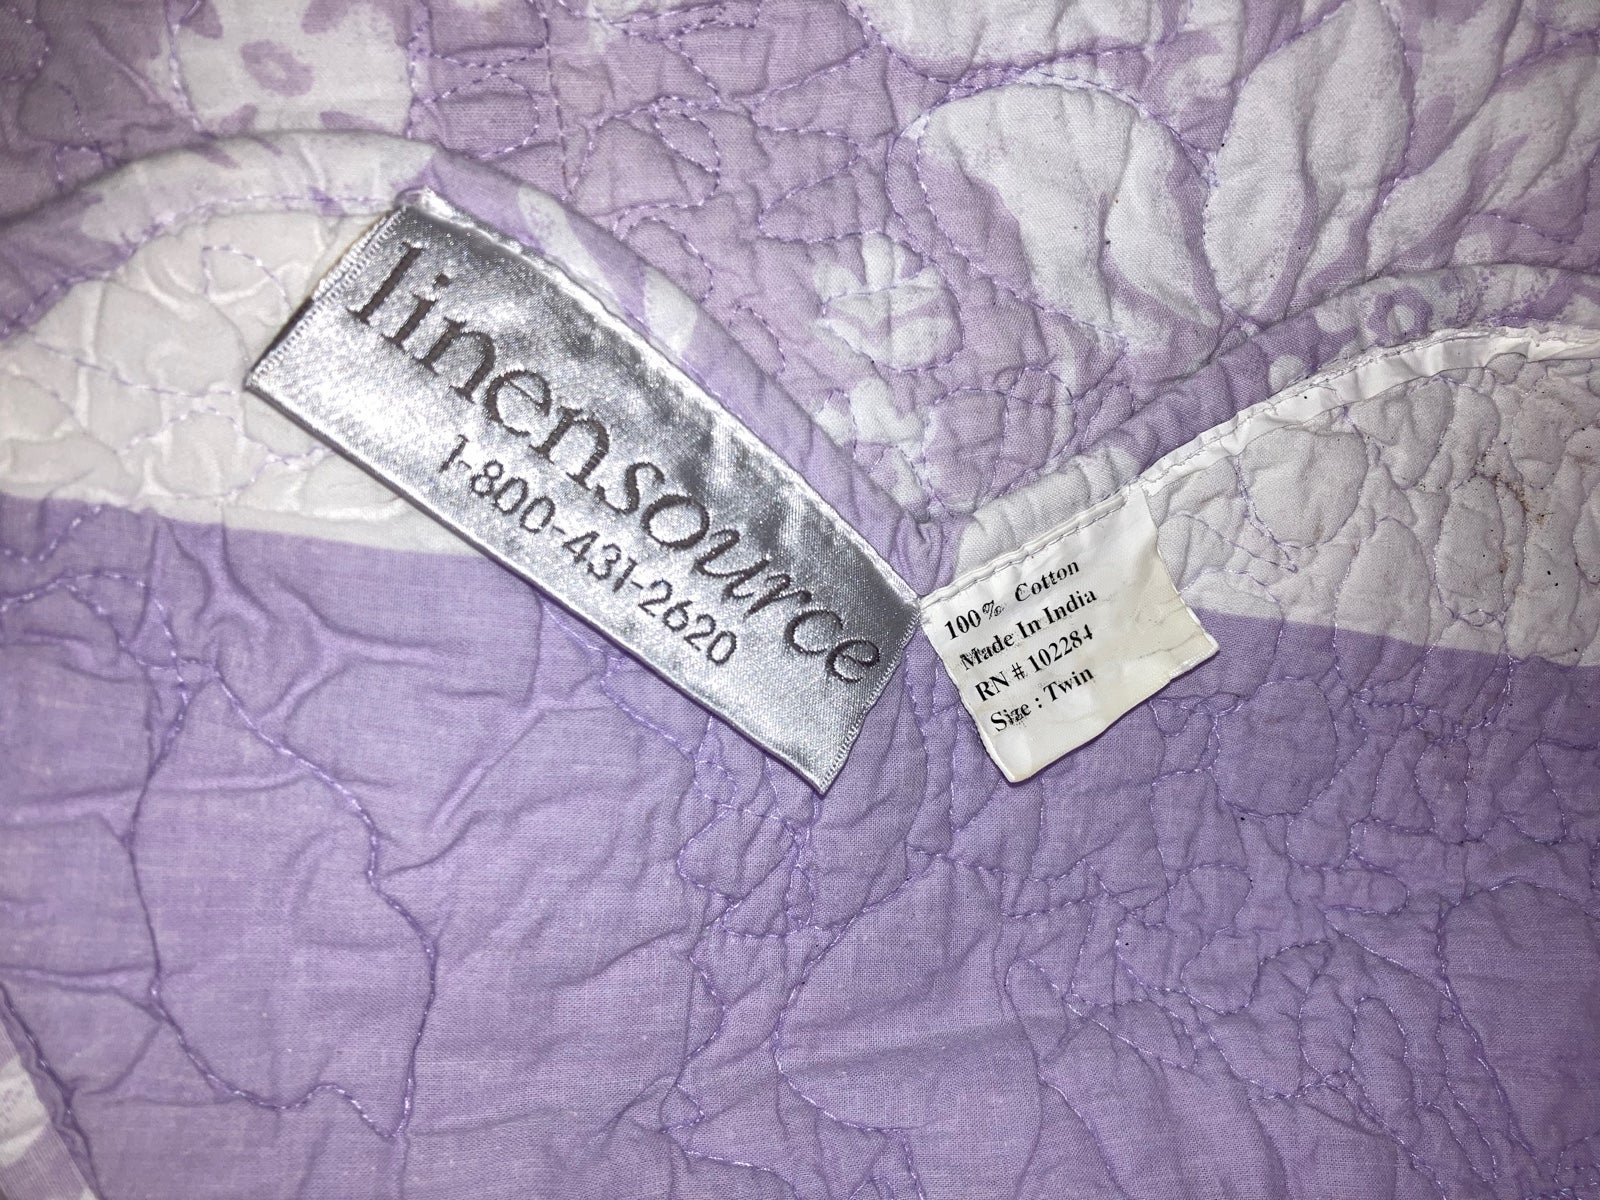 linensource
1-800-431-2620
100% Cotton
Made In India
RN # 102284
Size : Twin